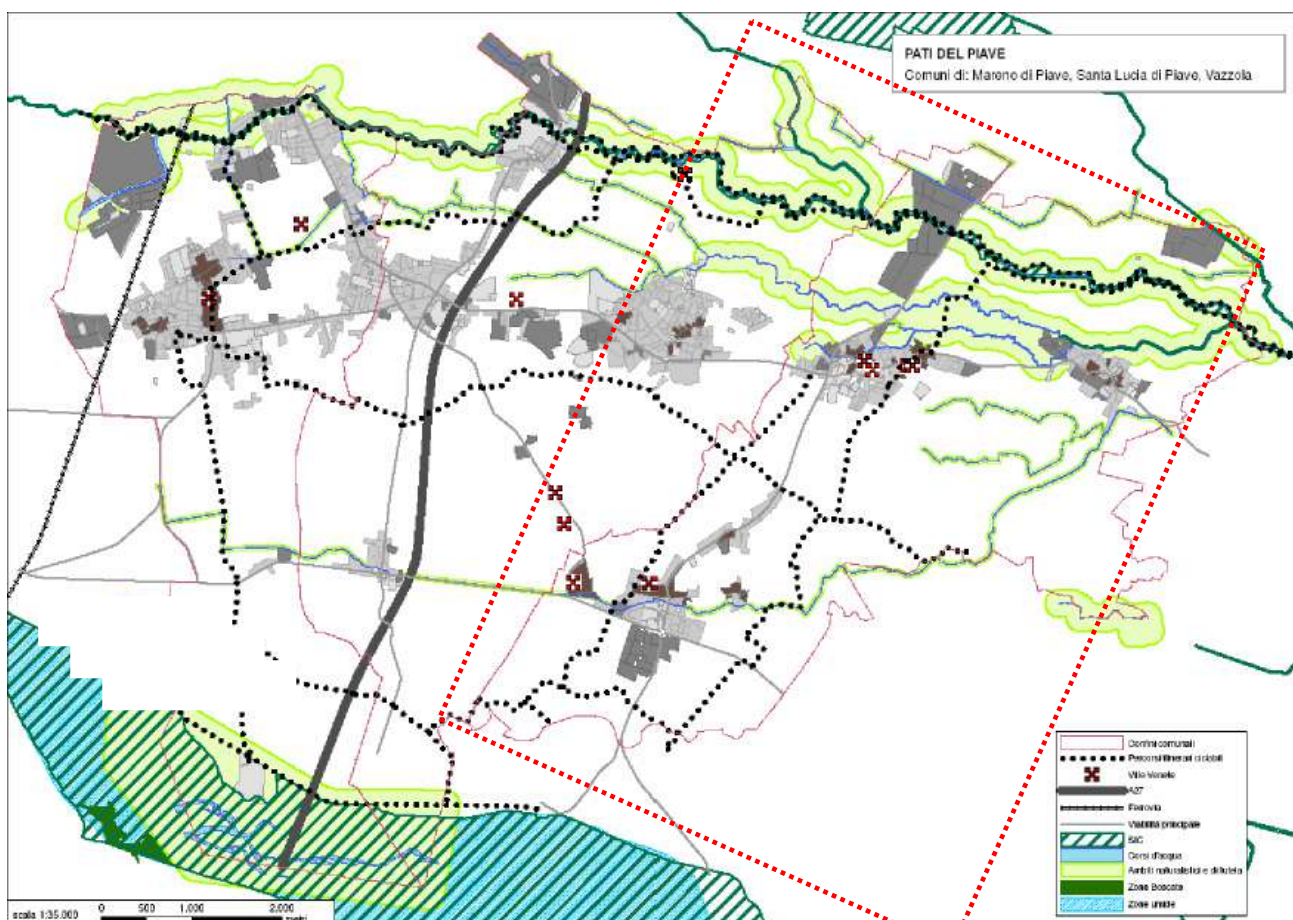 PATI DEL PIAVE
Comuni di: Mareno di Piave, Santa Lucia di Piave, Vazzola
Confini comunali
Percorsi itinerari ciclabili
Ville Venete
A27
Ferrovia
Viabilità principale
SIC
Corsi d'acqua
Ambiti naturalistici e di tutela
Zone Boscate
Zone umide
scala 1:35.000
0 500 1.000 2.000
metri